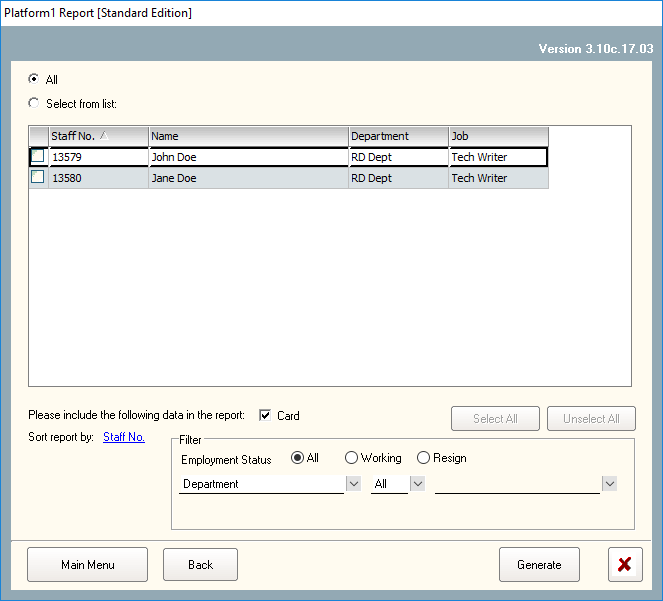 Platform1 Report [Standard Edition]
Version 3.10c.17.03
All
Select from list:
Staff No. Name Department Job
13579 John Doe RD Dept Tech Writer
13580 Jane Doe RD Dept Tech Writer
Please include the following data in the report: Card
Select All Unselect All
Sort report by: Staff No.
Filter
Employment Status All Working Resign
Department All
Main Menu Back Generate